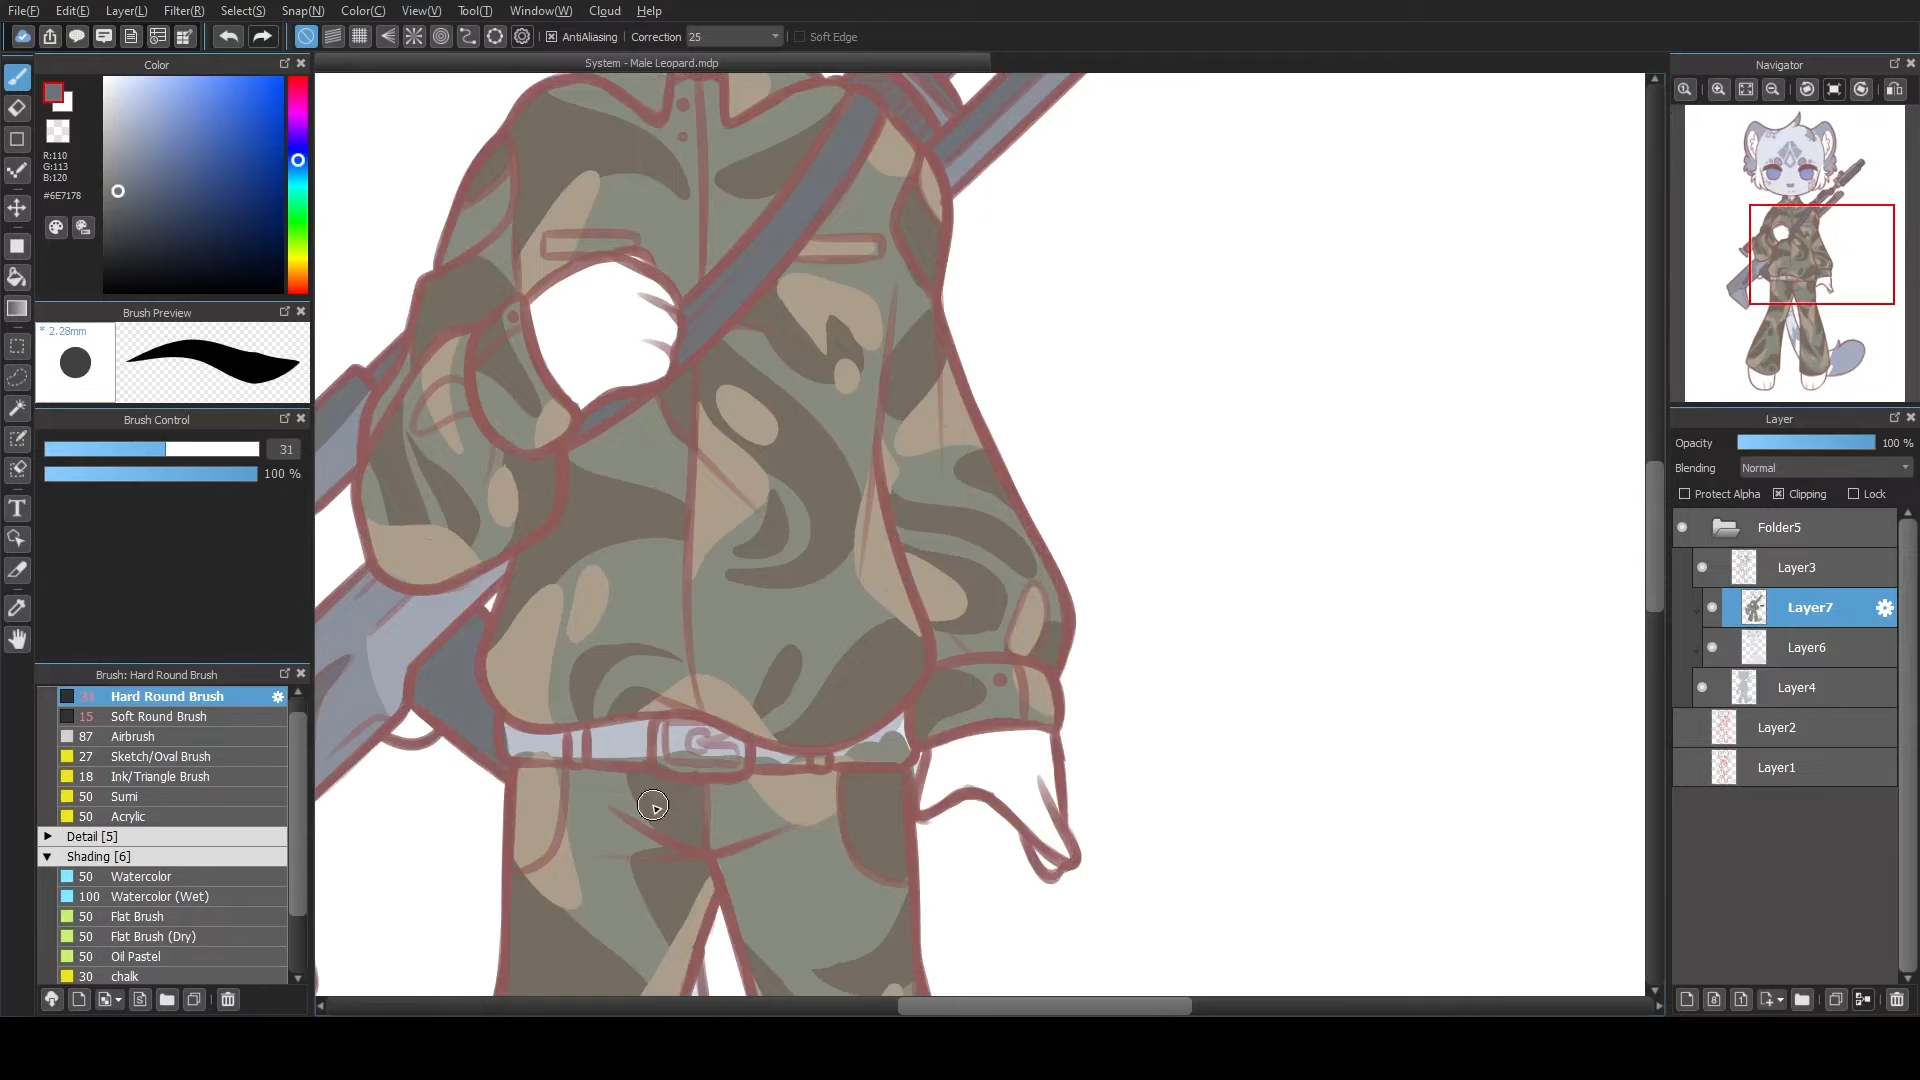 File(F) Edit(E) Layer(L) Filter(R) Select(S) Snap(N) Color(C) View(V) Tool(T) Window(W) Cloud Help
AntiAliasing Correction 25 Soft Edge
Color
System - Male Leopard.mdp
Navigator
R:110
G:113
B:120
#6E7178
Brush Preview
* 2.28mm
Brush Control
31
100 %
Layer
Opacity 100 %
Blending Normal
Protect Alpha Clipping Lock
Folder5
Layer3
Layer7
Layer6
Layer4
Layer2
Layer1
Brush: Hard Round Brush
31 Hard Round Brush
15 Soft Round Brush
87 Airbrush
27 Sketch/Oval Brush
18 Ink/Triangle Brush
50 Sumi
50 Acrylic
Detail [5]
Shading [6]
50 Watercolor
100 Watercolor (Wet)
50 Flat Brush
50 Flat Brush (Dry)
50 Oil Pastel
30 chalk